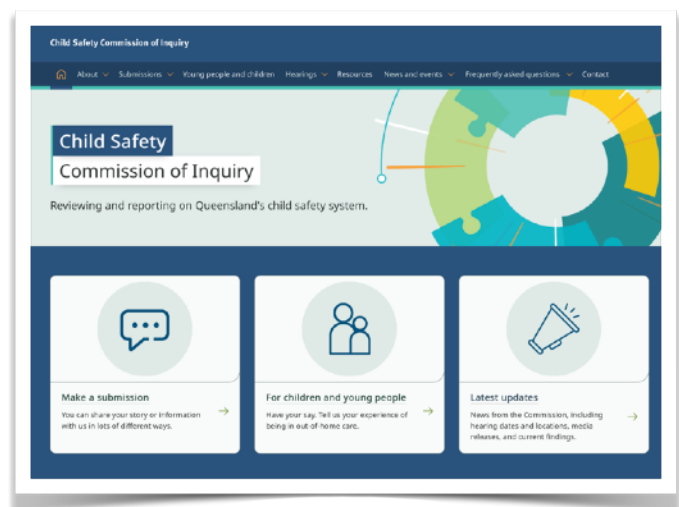 Child Safety Commission of Inquiry
About Submissions Young people and children Hearings Resources News and events Frequently asked questions Contact
Child Safety
Commission of Inquiry
Reviewing and reporting on Queensland's child safety system.
Make a submission
You can share your story or information
with us in lots of different ways.
For children and young people
Have your say. Tell us your experience of
being in out-of-home care.
Latest updates
News from the Commission, including
hearing dates and locations, media
releases, and current findings.